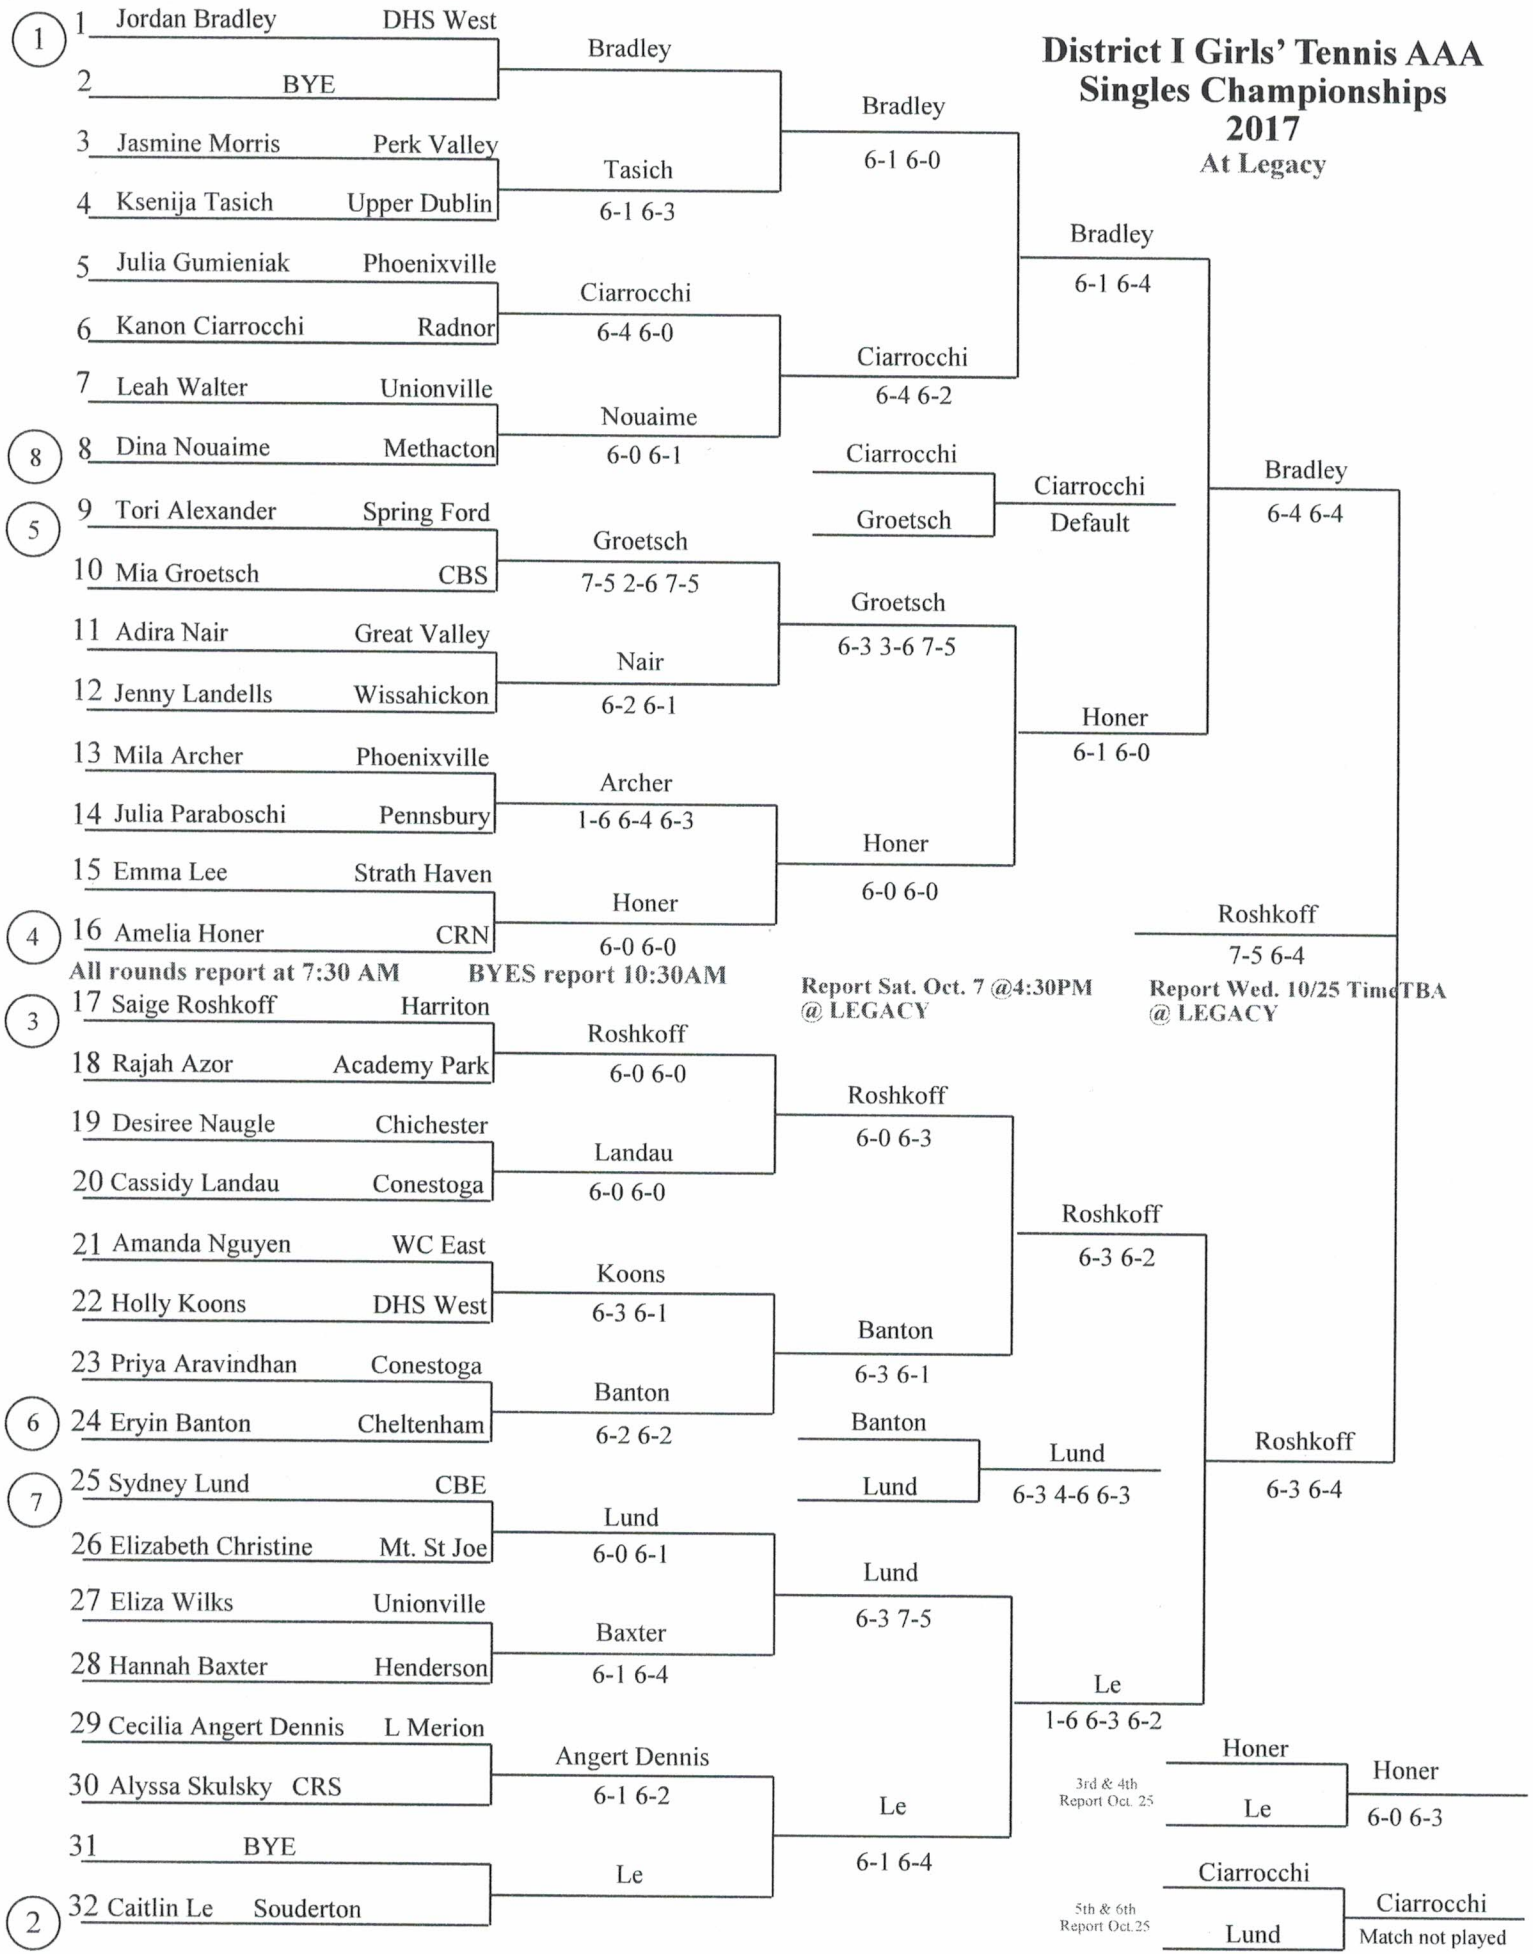 District I Girls’ Tennis AAA
Singles Championships
2017
At Legacy
1
1 Jordan Bradley DHS West
2 BYE
Bradley
3 Jasmine Morris Perk Valley
4 Ksenija Tasich Upper Dublin
Tasich
6-1 6-3
Bradley
6-1 6-0
5 Julia Gumieniak Phoenixville
6 Kanon Ciarrocchi Radnor
Ciarrocchi
6-4 6-0
7 Leah Walter Unionville
8
8 Dina Nouaime Methacton
Nouaime
6-0 6-1
Ciarrocchi
6-4 6-2
Bradley
6-1 6-4
Ciarrocchi
Groetsch
Ciarrocchi
Default
5
9 Tori Alexander Spring Ford
10 Mia Groetsch CBS
Groetsch
7-5 2-6 7-5
11 Adira Nair Great Valley
12 Jenny Landells Wissahickon
Nair
6-2 6-1
Groetsch
6-3 3-6 7-5
13 Mila Archer Phoenixville
14 Julia Paraboschi Pennsbury
Archer
1-6 6-4 6-3
15 Emma Lee Strath Haven
4
16 Amelia Honer CRN
Honer
6-0 6-0
Honer
6-0 6-0
Honer
6-1 6-0
Bradley
6-4 6-4
Roshkoff
7-5 6-4
All rounds report at 7:30 AM BYES report 10:30AM
Report Sat. Oct. 7 @4:30PM
@ LEGACY
Report Wed. 10/25 TimeTBA
@ LEGACY
3
17 Saige Roshkoff Harriton
18 Rajah Azor Academy Park
Roshkoff
6-0 6-0
19 Desiree Naugle Chichester
20 Cassidy Landau Conestoga
Landau
6-0 6-0
Roshkoff
6-0 6-3
21 Amanda Nguyen WC East
22 Holly Koons DHS West
Koons
6-3 6-1
23 Priya Aravindhan Conestoga
6
24 Eryin Banton Cheltenham
Banton
6-2 6-2
Banton
6-3 6-1
Roshkoff
6-3 6-2
Banton
Lund
Lund
6-3 4-6 6-3
7
25 Sydney Lund CBE
26 Elizabeth Christine Mt. St Joe
Lund
6-0 6-1
27 Eliza Wilks Unionville
28 Hannah Baxter Henderson
Baxter
6-1 6-4
Lund
6-3 7-5
29 Cecilia Angert Dennis L Merion
30 Alyssa Skulsky CRS
Angert Dennis
6-1 6-2
31 BYE
2
32 Caitlin Le Souderton
Le
Le
6-1 6-4
Le
1-6 6-3 6-2
Roshkoff
6-3 6-4
3rd & 4th
Report Oct. 25
Honer
Le
Honer
6-0 6-3
5th & 6th
Report Oct.25
Ciarrocchi
Lund
Ciarrocchi
Match not played